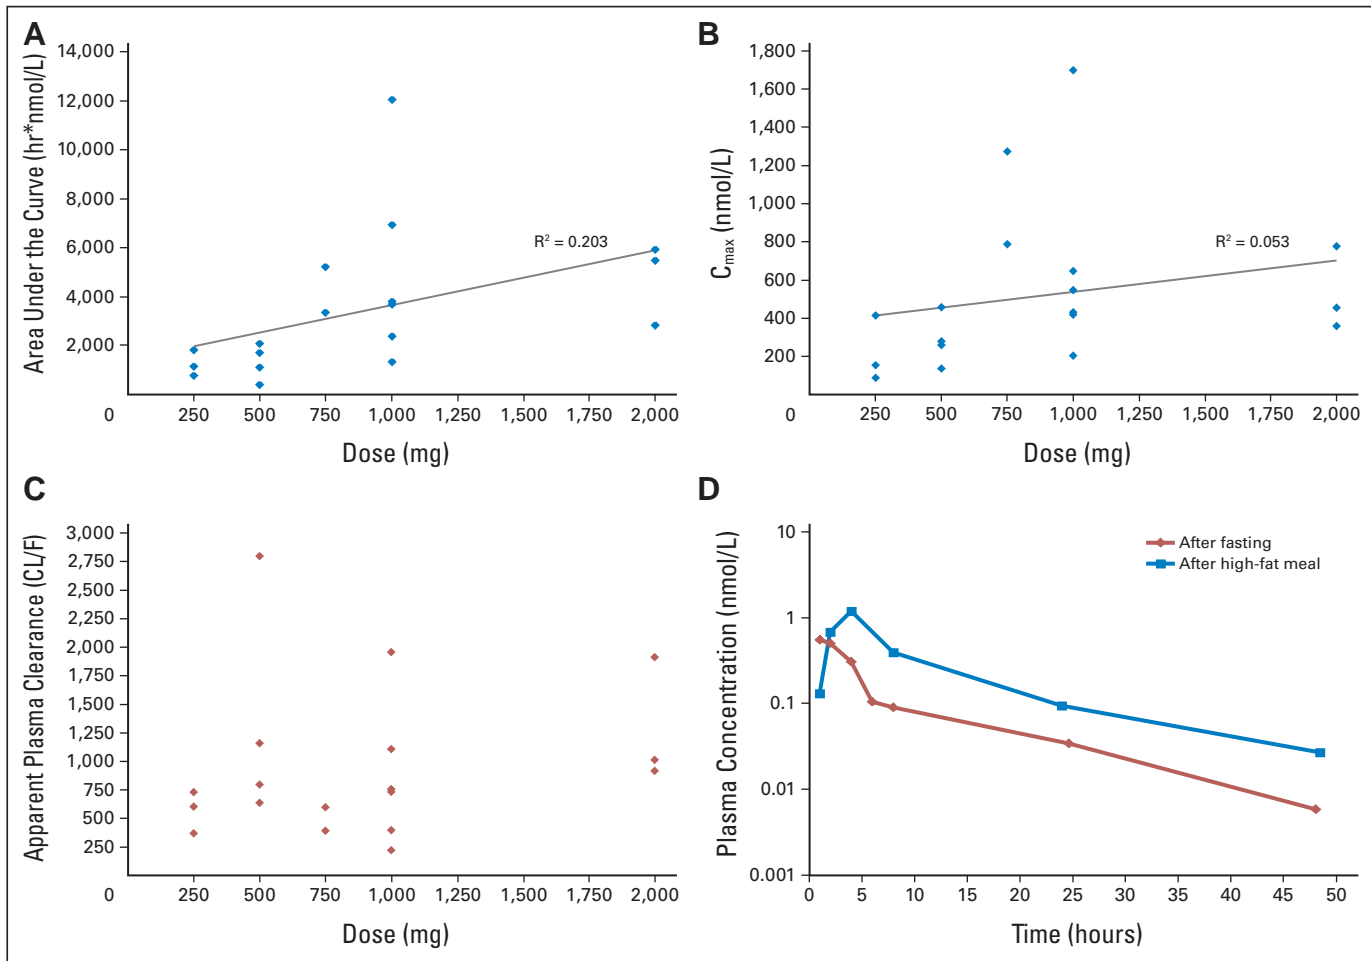 A
Area Under the Curve (hr*nmol/L)
14,000
12,000
10,000
8,000
6,000
4,000
2,000
0
R² = 0.203
250 500 750 1,000 1,250 1,500 1,750 2,000
Dose (mg)
B
Cmax (nmol/L)
1,800
1,600
1,400
1,200
1,000
800
600
400
200
0
R² = 0.053
250 500 750 1,000 1,250 1,500 1,750 2,000
Dose (mg)
C
Apparent Plasma Clearance (CL/F)
3,000
2,750
2,500
2,250
2,000
1,750
1,500
1,250
1,000
750
500
250
0 250 500 750 1,000 1,250 1,500 1,750 2,000
Dose (mg)
D
Plasma Concentration (nmol/L)
10
1
0.1
0.01
0.001
After fasting
After high-fat meal
0 5 10 15 20 25 30 35 40 45 50
Time (hours)